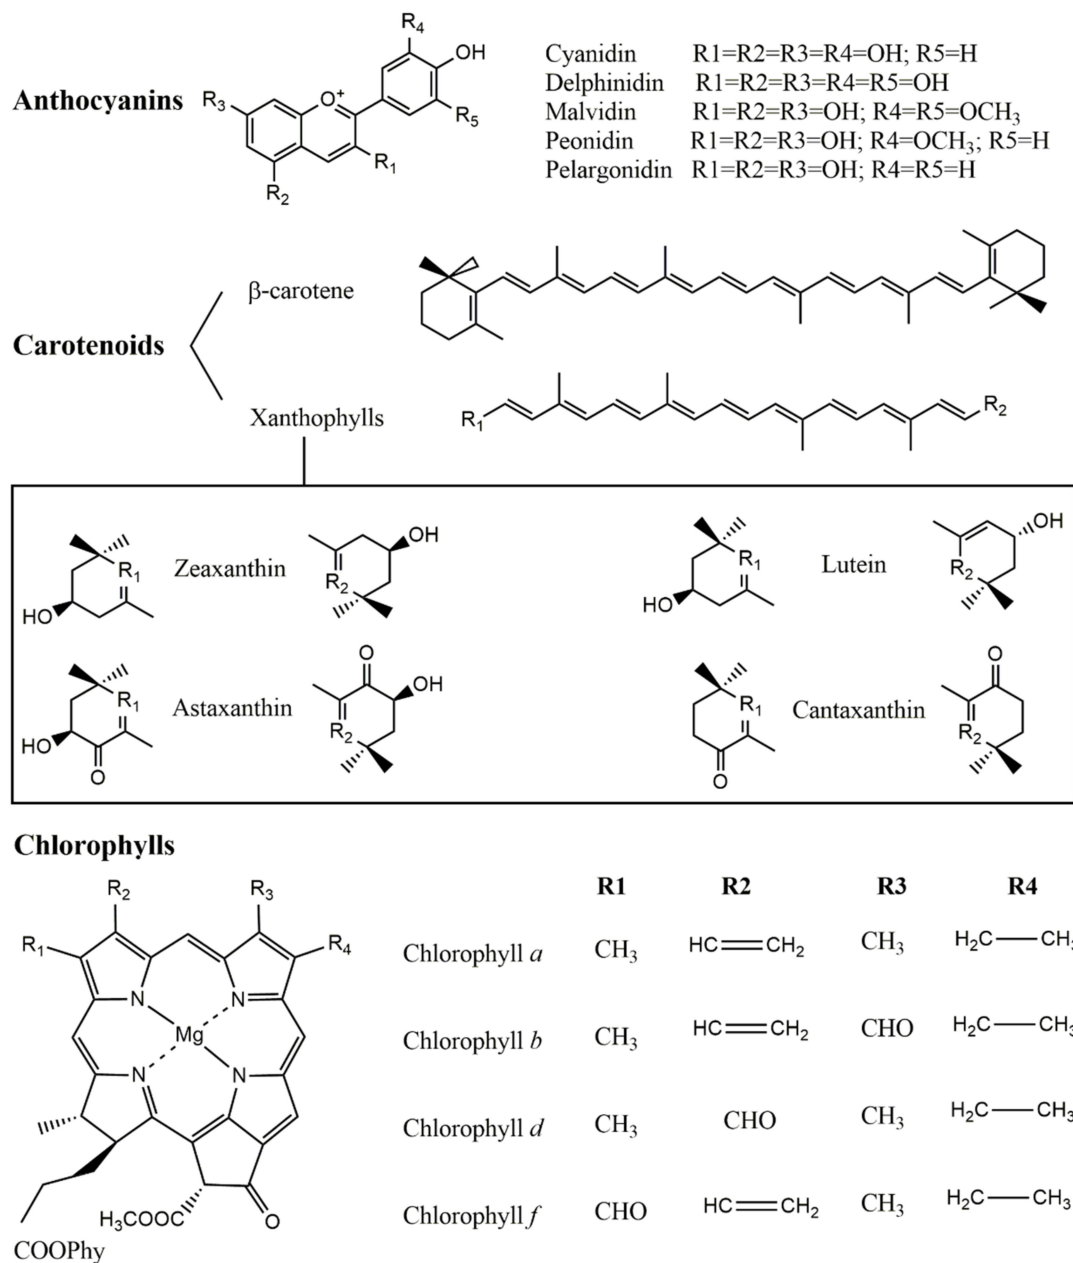 R4
OH
Anthocyanins
R3
O+
R5
R1
R2
Cyanidin R1=R2=R3=R4=OH; R5=H
Delphinidin R1=R2=R3=R4=R5=OH
Malvidin R1=R2=R3=OH; R4=R5=OCH3
Peonidin R1=R2=R3=OH; R4=OCH3; R5=H
Pelargonidin R1=R2=R3=OH; R4=R5=H
β-carotene
Carotenoids
Xanthophylls
R1
R2
R1
HO
Zeaxanthin
OH
R2
R1
HO
Lutein
OH
R2
R1
HO
O
Astaxanthin
O
OH
R2
R1
O
Cantaxanthin
O
R2
Chlorophylls
R2
R3
R1
R4
N
N
Mg
N
N
H3COOC
O
COOPhy
R1 R2 R3 R4
Chlorophyll a CH3 HC CH2 CH3 H2C CH3
Chlorophyll b CH3 HC CH2 CHO H2C CH3
Chlorophyll d CH3 CHO CH3 H2C CH3
Chlorophyll f CHO HC CH2 CH3 H2C CH3